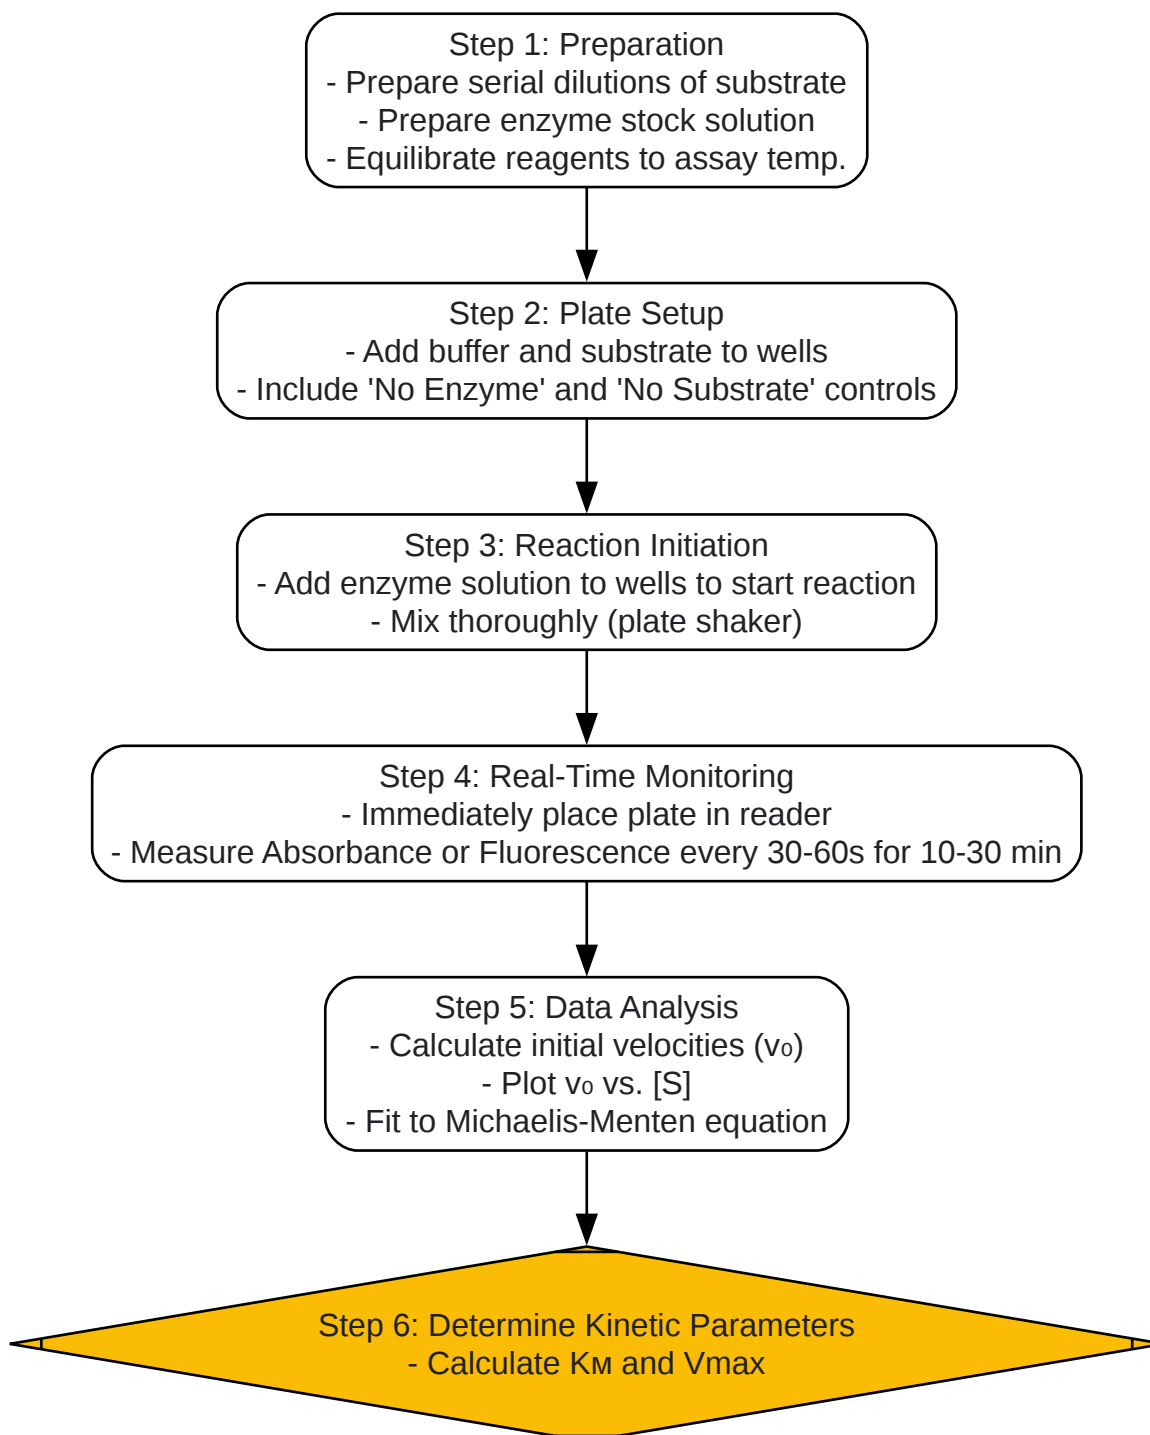 Step 1: Preparation
- Prepare serial dilutions of substrate
- Prepare enzyme stock solution
- Equilibrate reagents to assay temp.
Step 2: Plate Setup
- Add buffer and substrate to wells
- Include 'No Enzyme' and 'No Substrate' controls
Step 3: Reaction Initiation
- Add enzyme solution to wells to start reaction
- Mix thoroughly (plate shaker)
Step 4: Real-Time Monitoring
- Immediately place plate in reader
- Measure Absorbance or Fluorescence every 30-60s for 10-30 min
Step 5: Data Analysis
- Calculate initial velocities (v₀)
- Plot v₀ vs. [S]
- Fit to Michaelis-Menten equation
Step 6: Determine Kinetic Parameters
- Calculate Kᴍ and Vmax